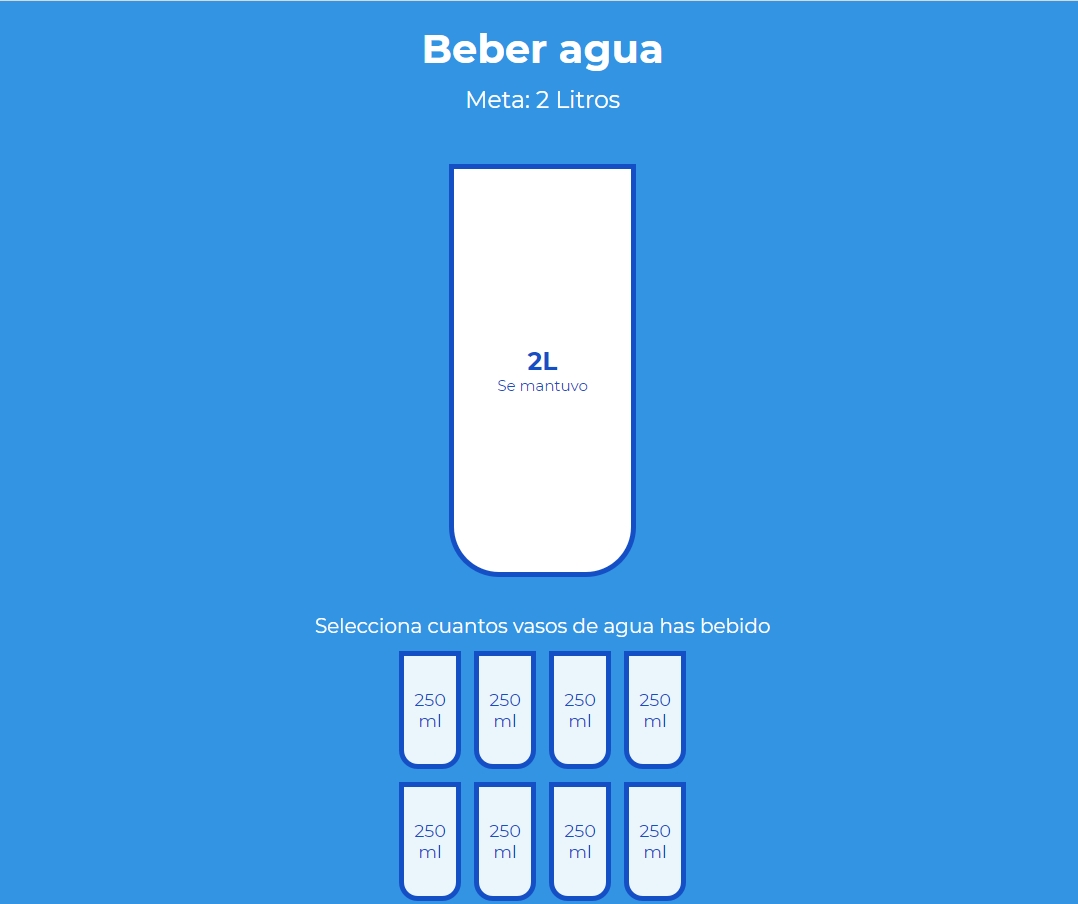 Beber agua
Meta: 2 Litros
2L
Se mantuvo
Selecciona cuantos vasos de agua has bebido
250 250 250 250
ml ml ml ml
250 250 250 250
ml ml ml ml